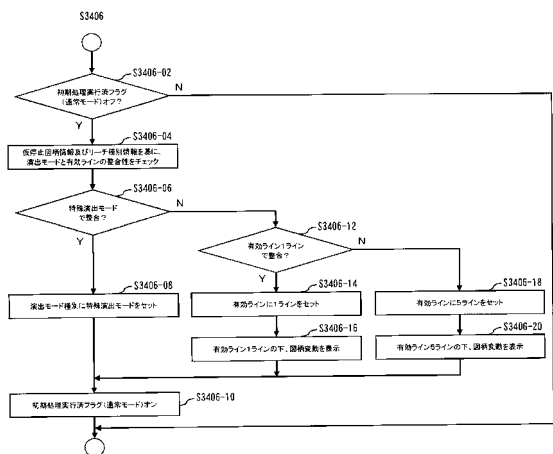 S3406
S3406-02
初期処理実行済フラグ
(通常モード)オフ?
N
Y
S3406-04
仮停止図柄情報及びリーチ種別情報を基に、
演出モードと有効ラインの整合性をチェック
S3406-06
特殊演出モード
で整合?
N
Y
S3406-12
有効ライン1ライン
で整合?
N
Y
S3406-08
演出モード種別に特殊演出モードをセット
S3406-14
有効ラインに1ラインをセット
S3406-18
有効ラインに5ラインをセット
S3406-16
有効ライン1ラインの下、図柄変動を表示
S3406-20
有効ライン5ラインの下、図柄変動を表示
S3406-10
初期処理実行済フラグ(通常モード)オン